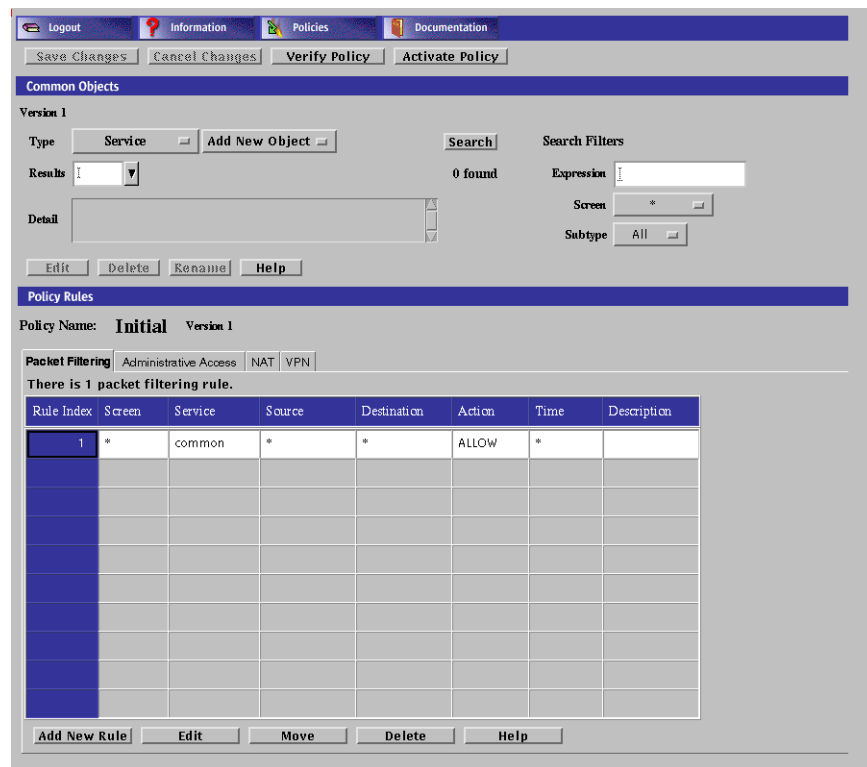 Logout Information Policies Documentation
Save Changes Cancel Changes Verify Policy Activate Policy
Common Objects
Version 1
Type Service Add New Object Search Search Filters
Results 0 found Expression
Screen *
Detail
Subtype All
Edit Delete Rename Help
Policy Rules
Policy Name: Initial Version 1
Packet Filtering Administrative Access NAT VPN
There is 1 packet filtering rule.
Rule Index Screen Service Source Destination Action Time Description
1 * common * * ALLOW *
Add New Rule Edit Move Delete Help